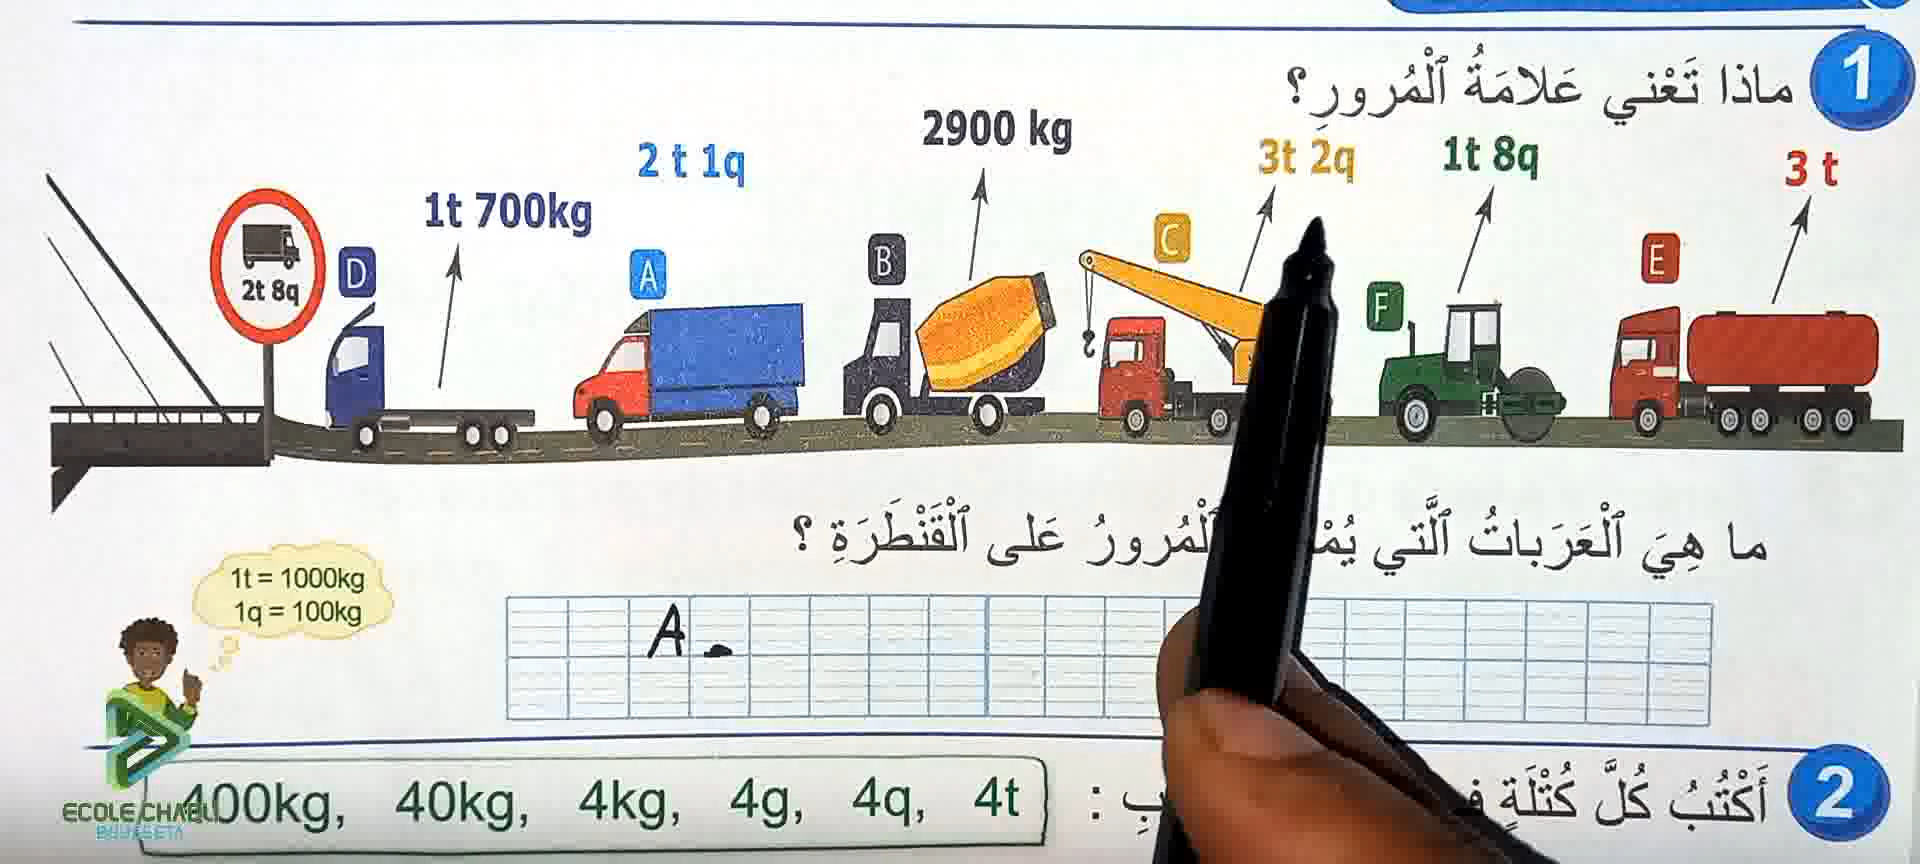 1
ماذا تَعْني عَلامَةُ ٱلْمُرورِ؟
2t 8q
D
1t 700kg
A
2 t 1q
B
2900 kg
C
3t 2q
F
1t 8q
E
3 t
ما هِيَ ٱلْعَرَباتُ ٱلَّتي ٱلْمُرورُ عَلى ٱلْقَنْطَرَةِ ؟
1t = 1000kg
1q = 100kg
A -
2
أَكْتُبُ كُلَّ كُتْلَةٍ :
400kg, 40kg, 4kg, 4g, 4q, 4t